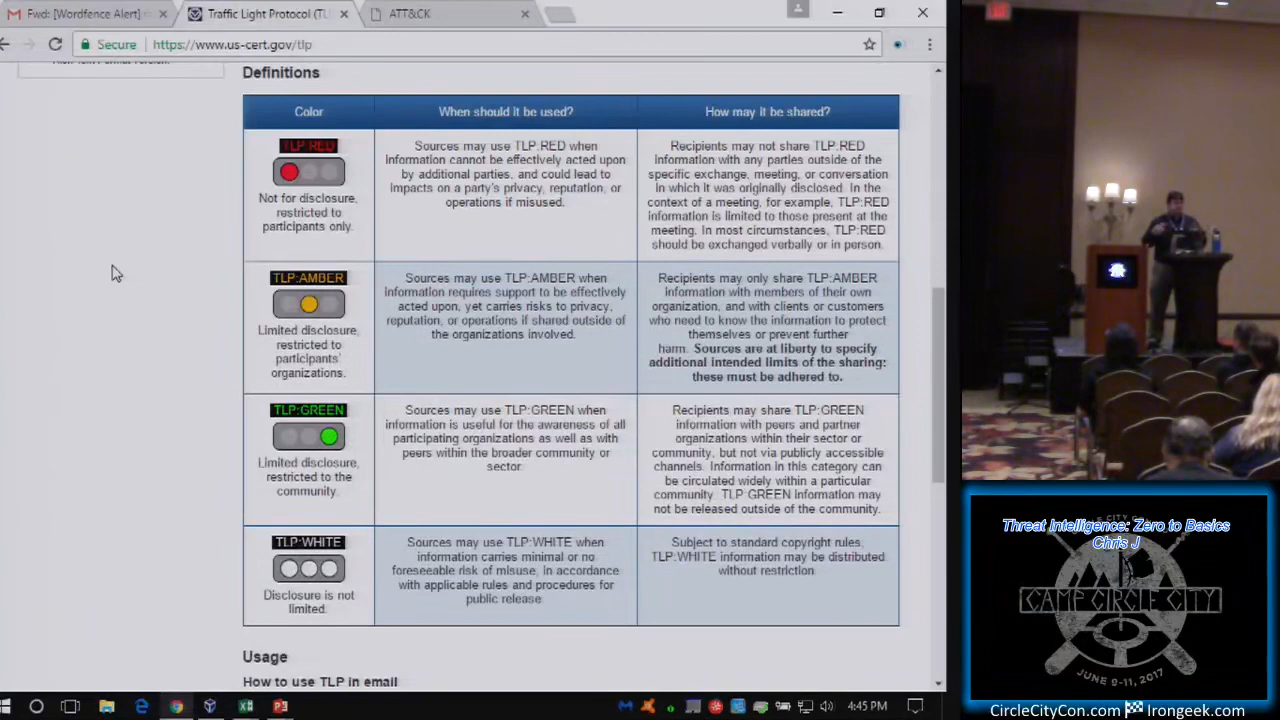 Fwd: [Wordfence Alert]
Traffic Light Protocol (TL
ATT&CK
Secure
https://www.us-cert.gov/tlp
Definitions
Color
When should it be used?
How may it be shared?
TLP:RED
Not for disclosure,
restricted to
participants only.
Sources may use TLP:RED when
information cannot be effectively acted upon
by additional parties, and could lead to
impacts on a party's privacy, reputation, or
operations if misused.
Recipients may not share TLP:RED
information with any parties outside of the
specific exchange, meeting, or conversation
in which it was originally disclosed. In the
context of a meeting, for example, TLP:RED
information is limited to those present at the
meeting. In most circumstances, TLP:RED
should be exchanged verbally or in person.
TLP:AMBER
Limited disclosure,
restricted to
participants'
organizations.
Sources may use TLP:AMBER when
information requires support to be effectively
acted upon, yet carries risks to privacy,
reputation, or operations if shared outside of
the organizations involved.
Recipients may only share TLP:AMBER
information with members of their own
organization, and with clients or customers
who need to know the information to protect
themselves or prevent further
harm. Sources are at liberty to specify
additional intended limits of the sharing:
these must be adhered to.
TLP:GREEN
Limited disclosure,
restricted to the
community.
Sources may use TLP:GREEN when
information is useful for the awareness of all
participating organizations as well as with
peers within the broader community or
sector.
Recipients may share TLP:GREEN
information with peers and partner
organizations within their sector or
community, but not via publicly accessible
channels. Information in this category can
be circulated widely within a particular
community. TLP:GREEN information may
not be released outside of the community.
TLP:WHITE
Disclosure is not
limited.
Sources may use TLP:WHITE when
information carries minimal or no
foreseeable risk of misuse, in accordance
with applicable rules and procedures for
public release.
Subject to standard copyright rules,
TLP:WHITE information may be distributed
without restriction.
Usage
How to use TLP in email
4:45 PM
Threat Intelligence: Zero to Basics
Chris J
CAMP CIRCLE CITY
JUNE 9-11, 2017
CircleCityCon.com
Irongeek.com